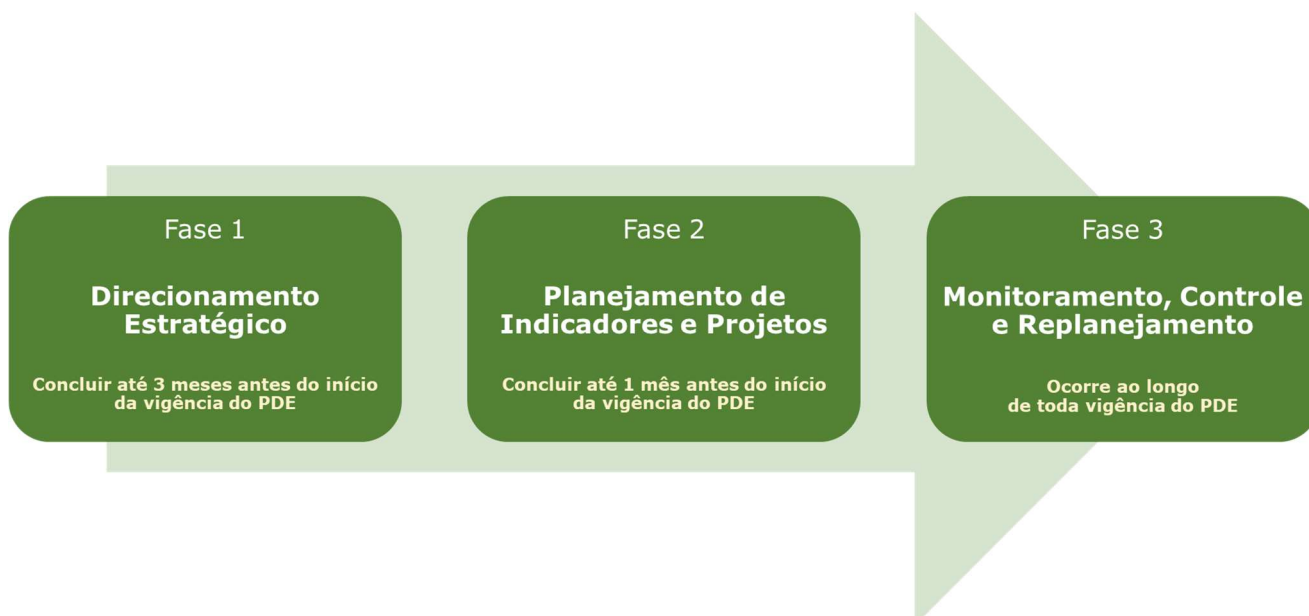 Fase 1
Direcionamento
Estratégico
Concluir até 3 meses antes do início
da vigência do PDE
Fase 2
Planejamento de
Indicadores e Projetos
Concluir até 1 mês antes do início
da vigência do PDE
Fase 3
Monitoramento, Controle
e Replanejamento
Ocorre ao longo
de toda vigência do PDE